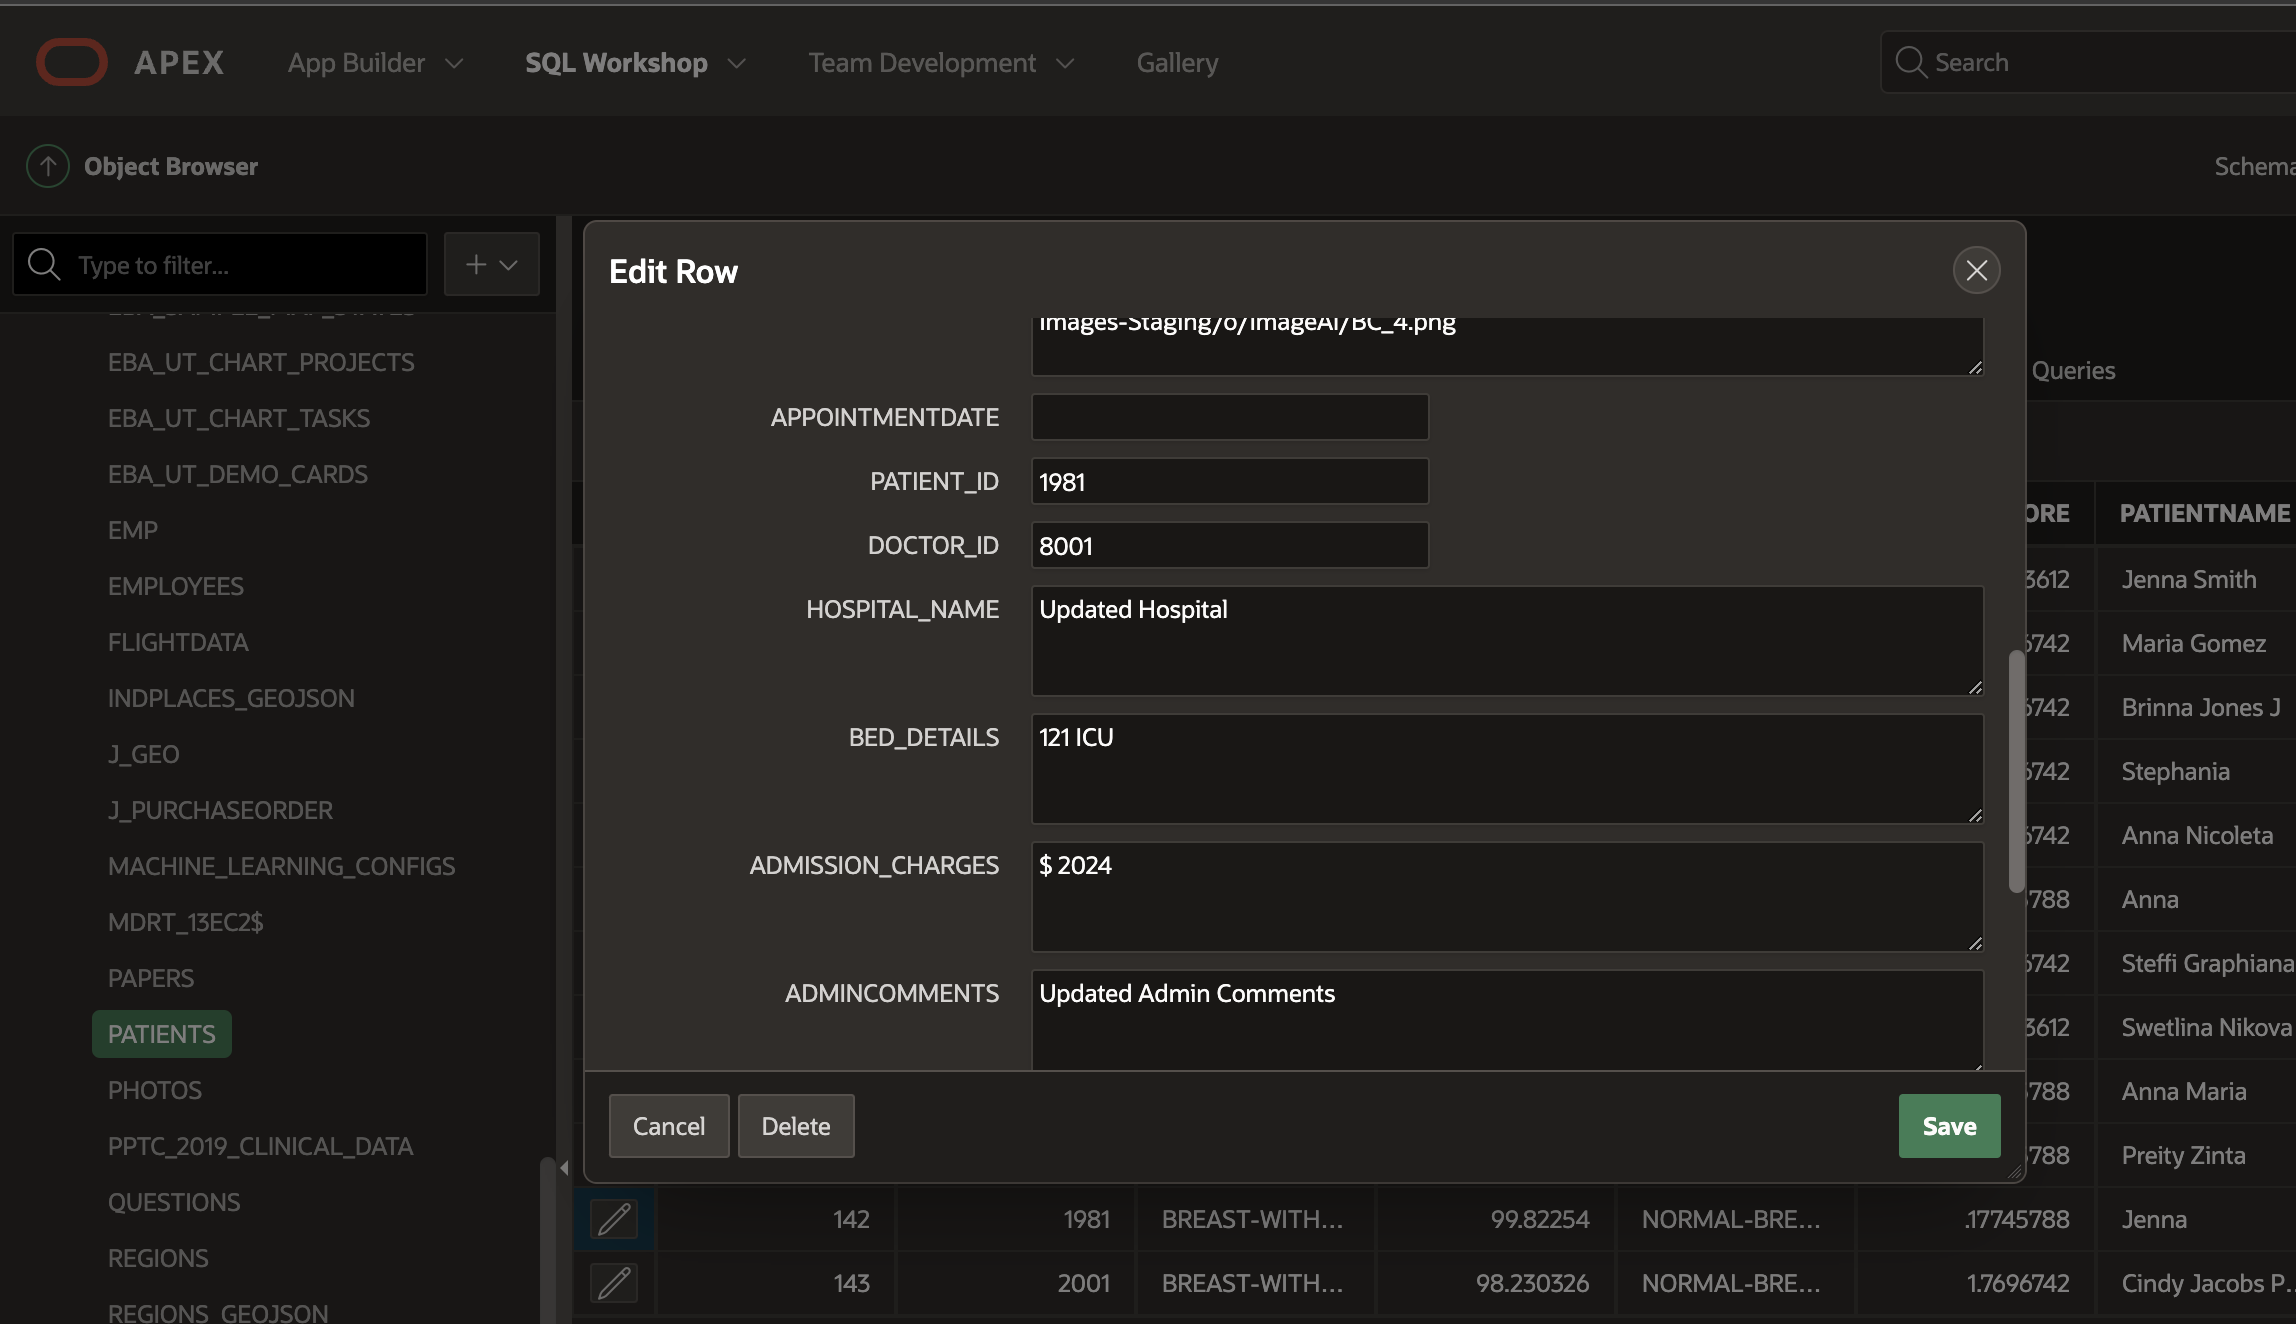 APEX
App Builder
SQL Workshop
Team Development
Gallery
Search
Object Browser
Type to filter...
EBA_UT_CHART_PROJECTS
EBA_UT_CHART_TASKS
EBA_UT_DEMO_CARDS
EMP
EMPLOYEES
FLIGHTDATA
INDPLACES_GEOJSON
J_GEO
J_PURCHASEORDER
MACHINE_LEARNING_CONFIGS
MDRT_13EC2$
PAPERS
PATIENTS
PHOTOS
PPTC_2019_CLINICAL_DATA
QUESTIONS
REGIONS
REGIONS_GEOJSON
Edit Row
images-Staging/o/ImageAI/BC_4.png
APPOINTMENTDATE
PATIENT_ID 1981
DOCTOR_ID 8001
HOSPITAL_NAME Updated Hospital
BED_DETAILS 121 ICU
ADMISSION_CHARGES $ 2024
ADMINCOMMENTS Updated Admin Comments
Cancel Delete Save
Schema
Queries
ORE PATIENTNAME
3612 Jenna Smith
6742 Maria Gomez
6742 Brinna Jones J
6742 Stephania
6742 Anna Nicoleta
788 Anna
6742 Steffi Graphiana
3612 Swetlina Nikova
788 Anna Maria
788 Preity Zinta
142 1981 BREAST-WITH... 99.82254 NORMAL-BRE... .17745788 Jenna
143 2001 BREAST-WITH... 98.230326 NORMAL-BRE... 1.7696742 Cindy Jacobs P..